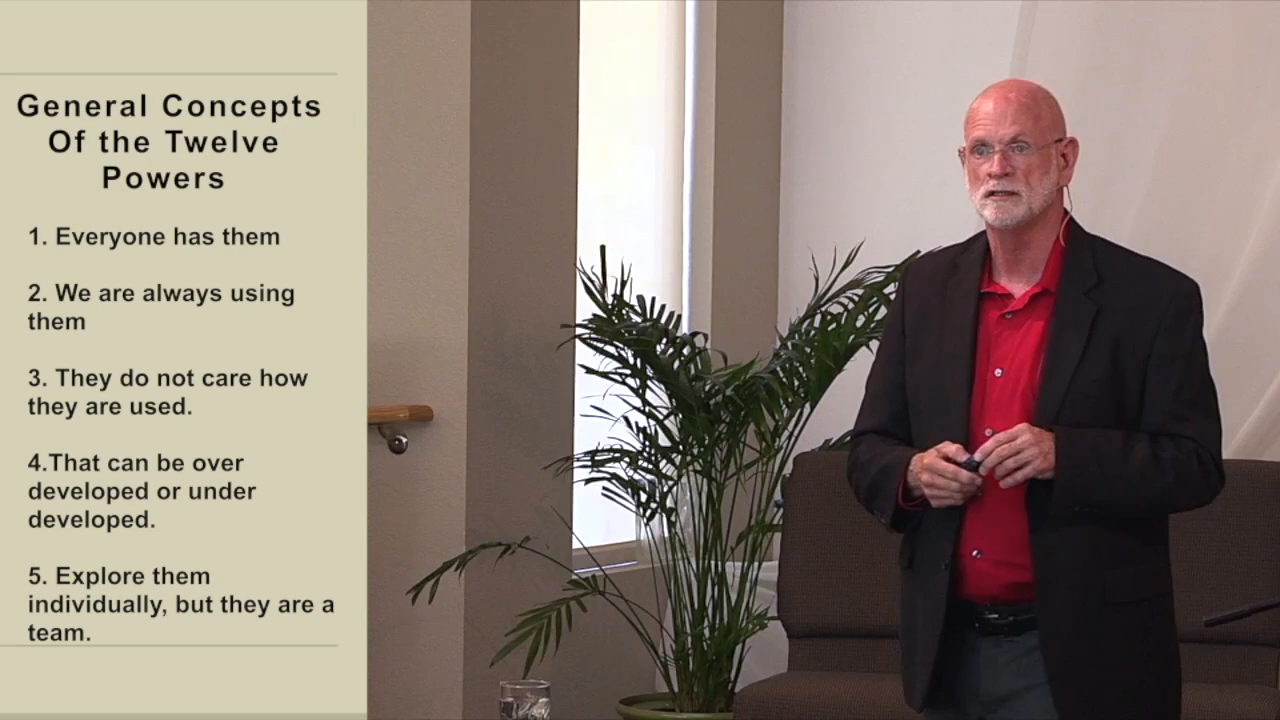 General Concepts
Of the Twelve
Powers
1. Everyone has them
2. We are always using
them
3. They do not care how
they are used.
4.That can be over
developed or under
developed.
5. Explore them
individually, but they are a
team.